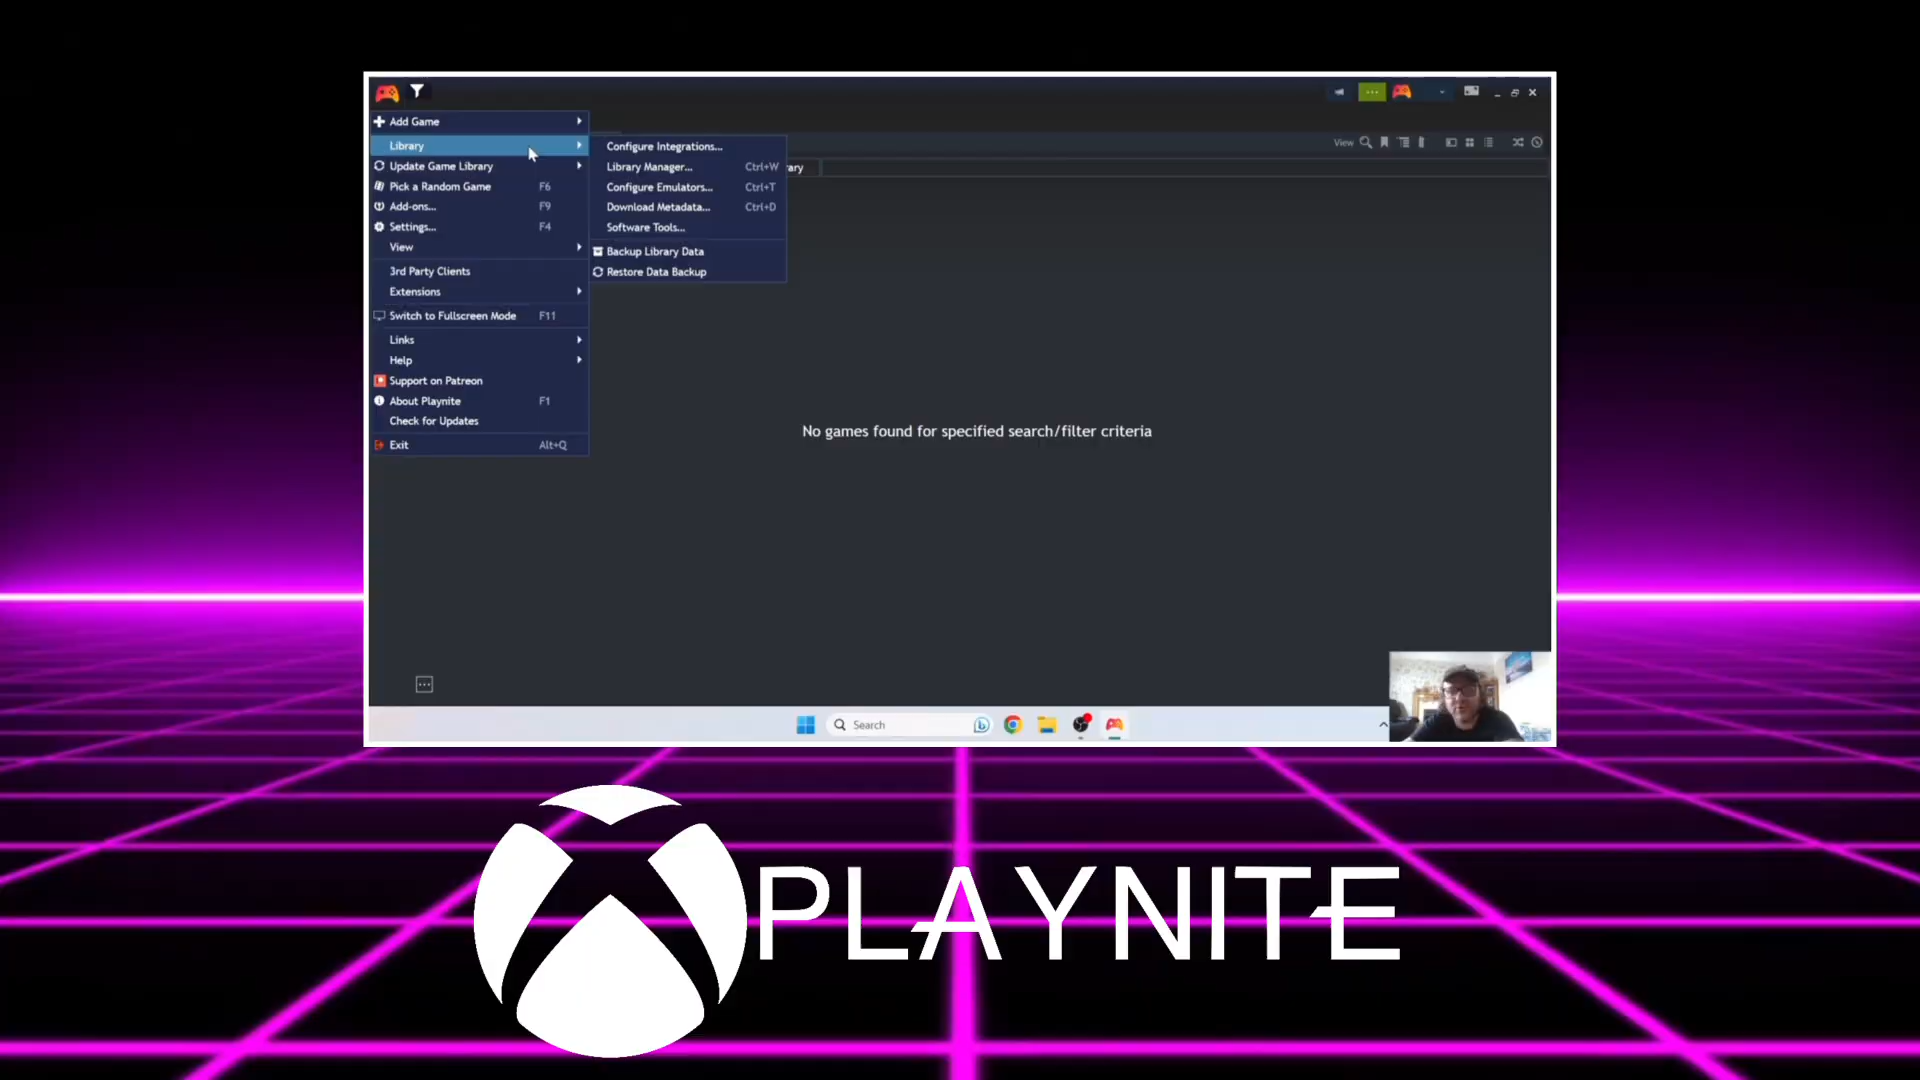 Add Game
Library
Update Game Library
Pick a Random Game F6
Add-ons... F9
Settings... F4
View
3rd Party Clients
Extensions
Switch to Fullscreen Mode F11
Links
Help
Support on Patreon
About Playnite F1
Check for Updates
Exit Alt+Q
Configure Integrations...
Library Manager... Ctrl+W
Configure Emulators... Ctrl+T
Download Metadata... Ctrl+D
Software Tools...
Backup Library Data
Restore Data Backup
rary
View
No games found for specified search/filter criteria
Search
PLAYNITE